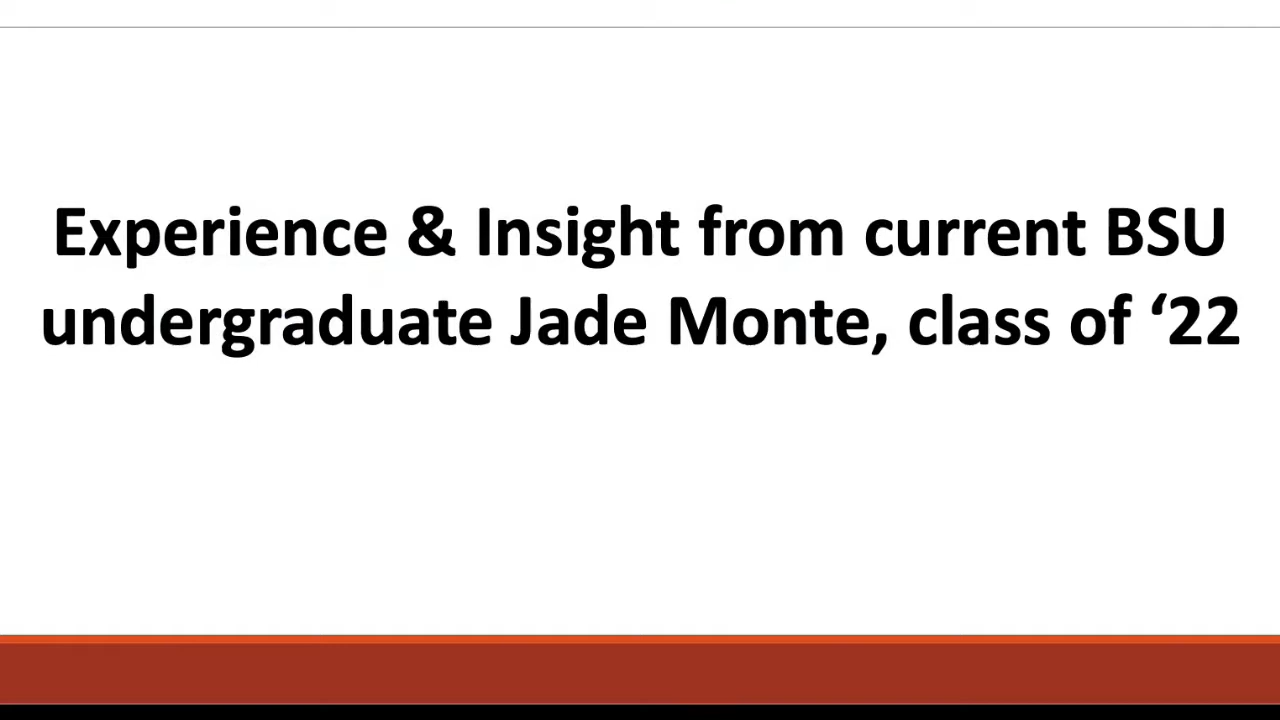 Experience & Insight from current BSU
undergraduate Jade Monte, class of ‘22